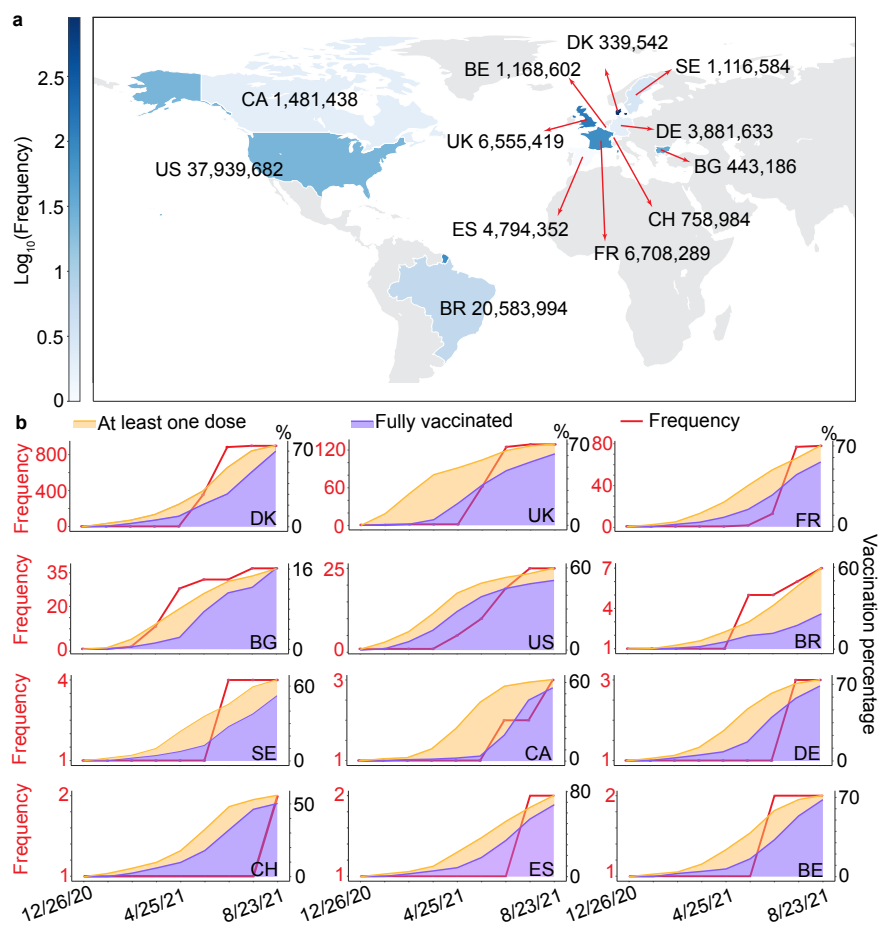 a
Log10(Frequency)
2.5
2
1.5
1
0.5
0
DK 339,542
BE 1,168,602
SE 1,116,584
CA 1,481,438
UK 6,555,419
DE 3,881,633
US 37,939,682
BG 443,186
ES 4,794,352
CH 758,984
FR 6,708,289
BR 20,583,994
b
At least one dose
Fully vaccinated
Frequency
Vaccination percentage
Frequency
800
400
0
%
70
0
DK
120
60
0
%
70
0
UK
80
40
0
%
70
0
FR
Frequency
35
20
0
16
0
BG
25
0
60
0
US
7
4
1
60
0
BR
Frequency
4
1
60
0
SE
3
1
60
0
CA
3
1
70
0
DE
Frequency
2
1
50
0
CH
2
1
80
0
ES
2
1
70
0
BE
12/26/20
4/25/21
8/23/21
12/26/20
4/25/21
8/23/21
12/26/20
4/25/21
8/23/21